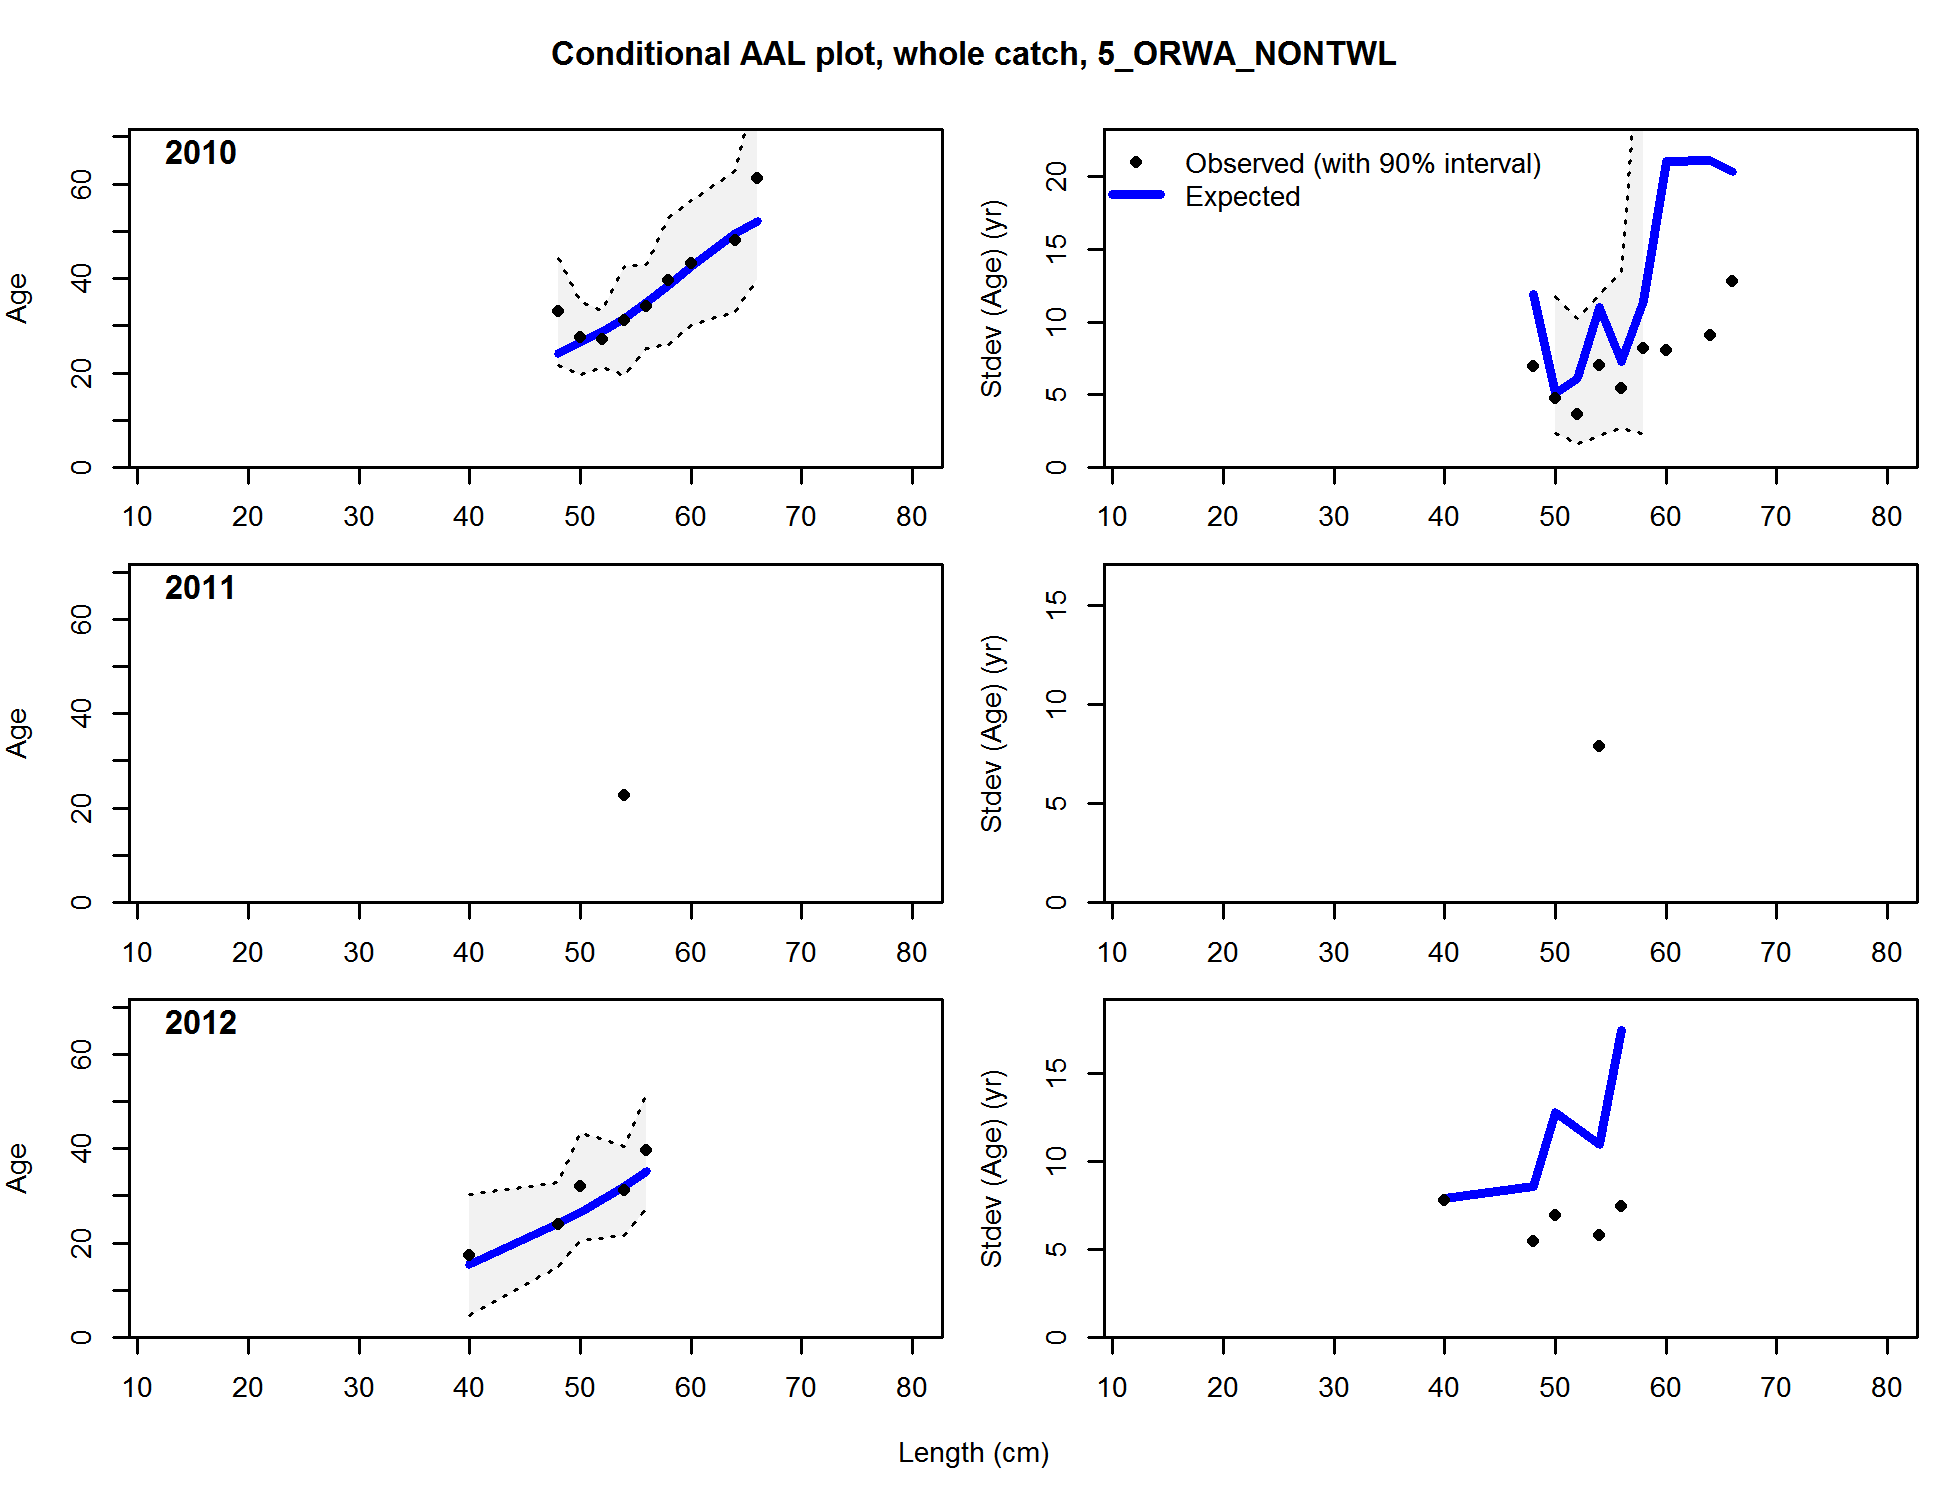 Conditional AAL plot, whole catch, 5_ORWA_NONTWL
2010
Age
0 20 40 60
10 20 30 40 50 60 70 80
Observed (with 90% interval)
Expected
Stdev (Age) (yr)
0 5 10 15 20
10 20 30 40 50 60 70 80
2011
Age
0 20 40 60
10 20 30 40 50 60 70 80
Stdev (Age) (yr)
0 5 10 15
10 20 30 40 50 60 70 80
2012
Age
0 20 40 60
10 20 30 40 50 60 70 80
Stdev (Age) (yr)
0 5 10 15
10 20 30 40 50 60 70 80
Length (cm)